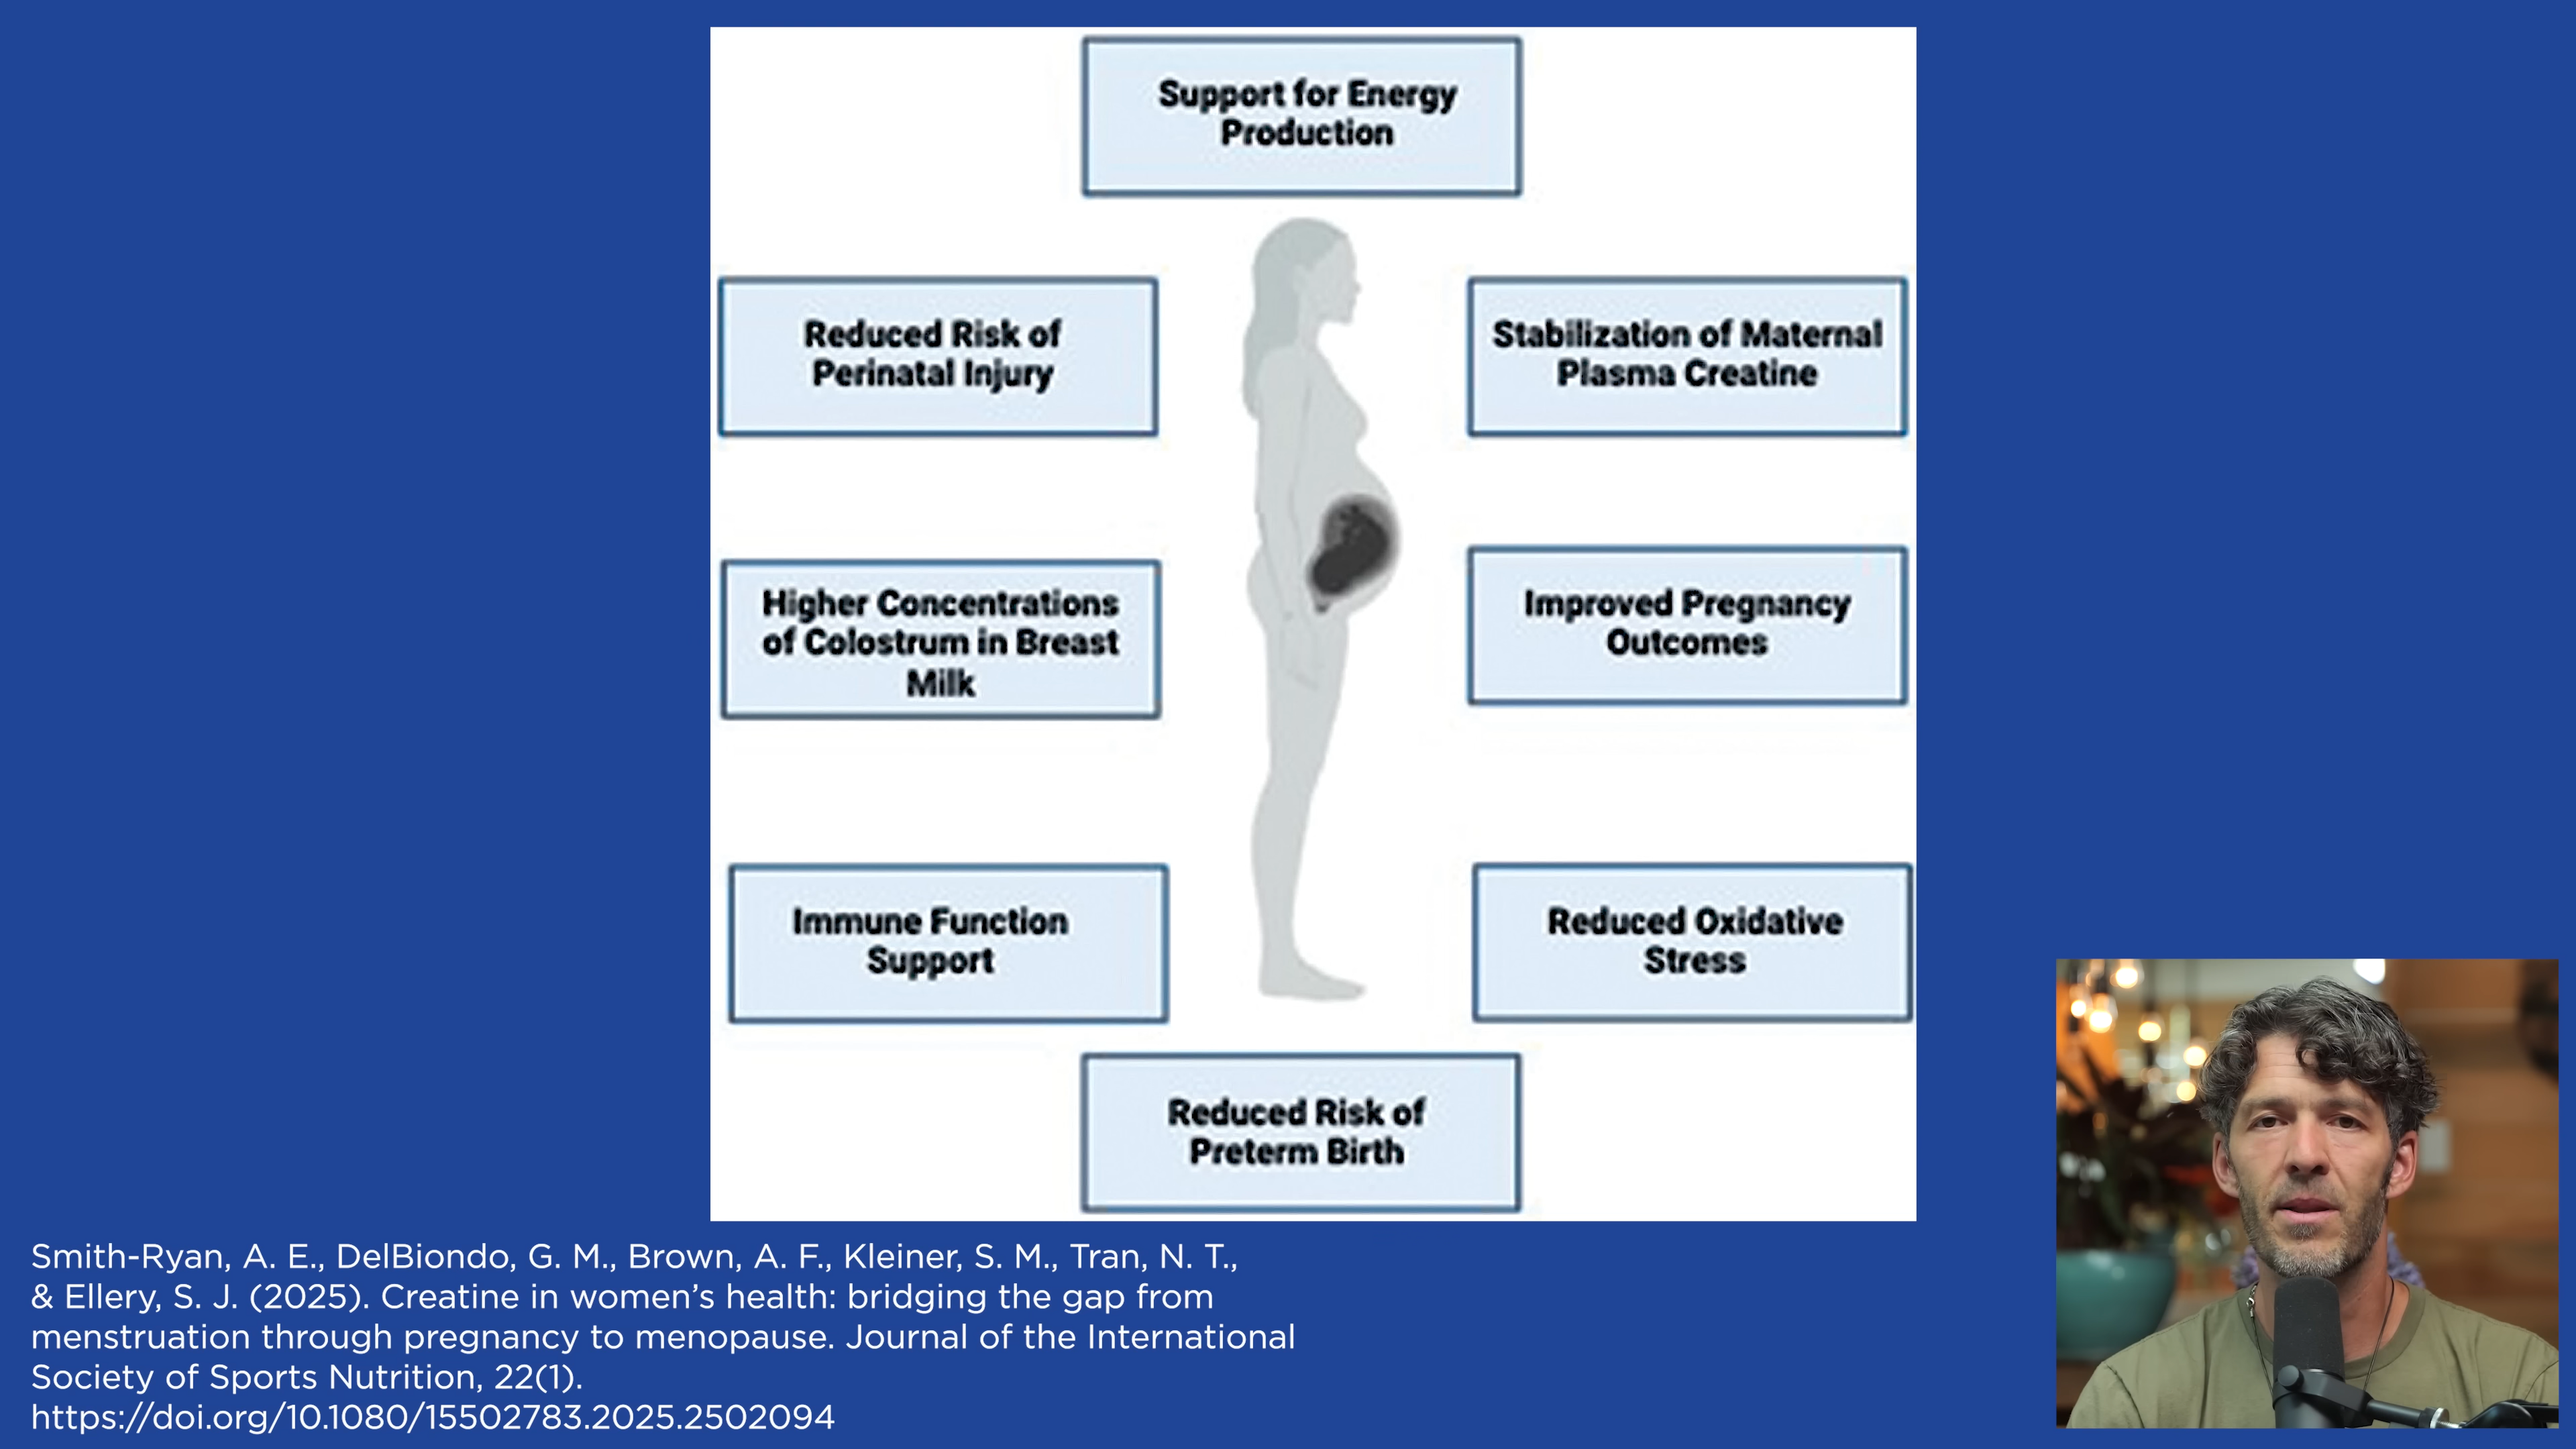 Support for Energy
Production
Reduced Risk of
Perinatal Injury
Stabilization of Maternal
Plasma Creatine
Higher Concentrations
of Colostrum in Breast
Milk
Improved Pregnancy
Outcomes
Immune Function
Support
Reduced Oxidative
Stress
Reduced Risk of
Preterm Birth
Smith-Ryan, A. E., DelBiondo, G. M., Brown, A. F., Kleiner, S. M., Tran, N. T.,
& Ellery, S. J. (2025). Creatine in women’s health: bridging the gap from
menstruation through pregnancy to menopause. Journal of the International
Society of Sports Nutrition, 22(1).
https://doi.org/10.1080/15502783.2025.2502094